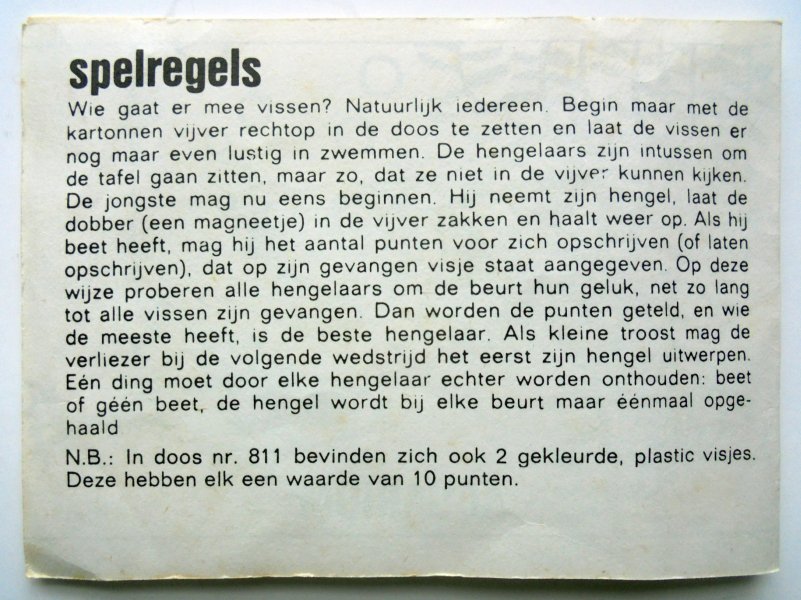 spelregels
Wie gaat er mee vissen? Natuurlijk iedereen. Begin maar met de
kartonnen vijver rechtop in de doos te zetten en laat de vissen er
nog maar even lustig in zwemmen. De hengelaars zijn intussen om
de tafel gaan zitten, maar zo, dat ze niet in de vijver kunnen kijken.
De jongste mag nu eens beginnen. Hij neemt zijn hengel, laat de
dobber (een magneetje) in de vijver zakken en haalt weer op. Als hij
beet heeft, mag hij het aantal punten voor zich opschrijven (of laten
opschrijven), dat op zijn gevangen visje staat aangegeven. Op deze
wijze proberen alle hengelaars om de beurt hun geluk, net zo lang
tot alle vissen zijn gevangen. Dan worden de punten geteld, en wie
de meeste heeft, is de beste hengelaar. Als kleine troost mag de
verliezer bij de volgende wedstrijd het eerst zijn hengel uitwerpen.
Eén ding moet door elke hengelaar echter worden onthouden: beet
of géén beet, de hengel wordt bij elke beurt maar éénmaal opge-
haald
N.B.: In doos nr. 811 bevinden zich ook 2 gekleurde, plastic visjes.
Deze hebben elk een waarde van 10 punten.